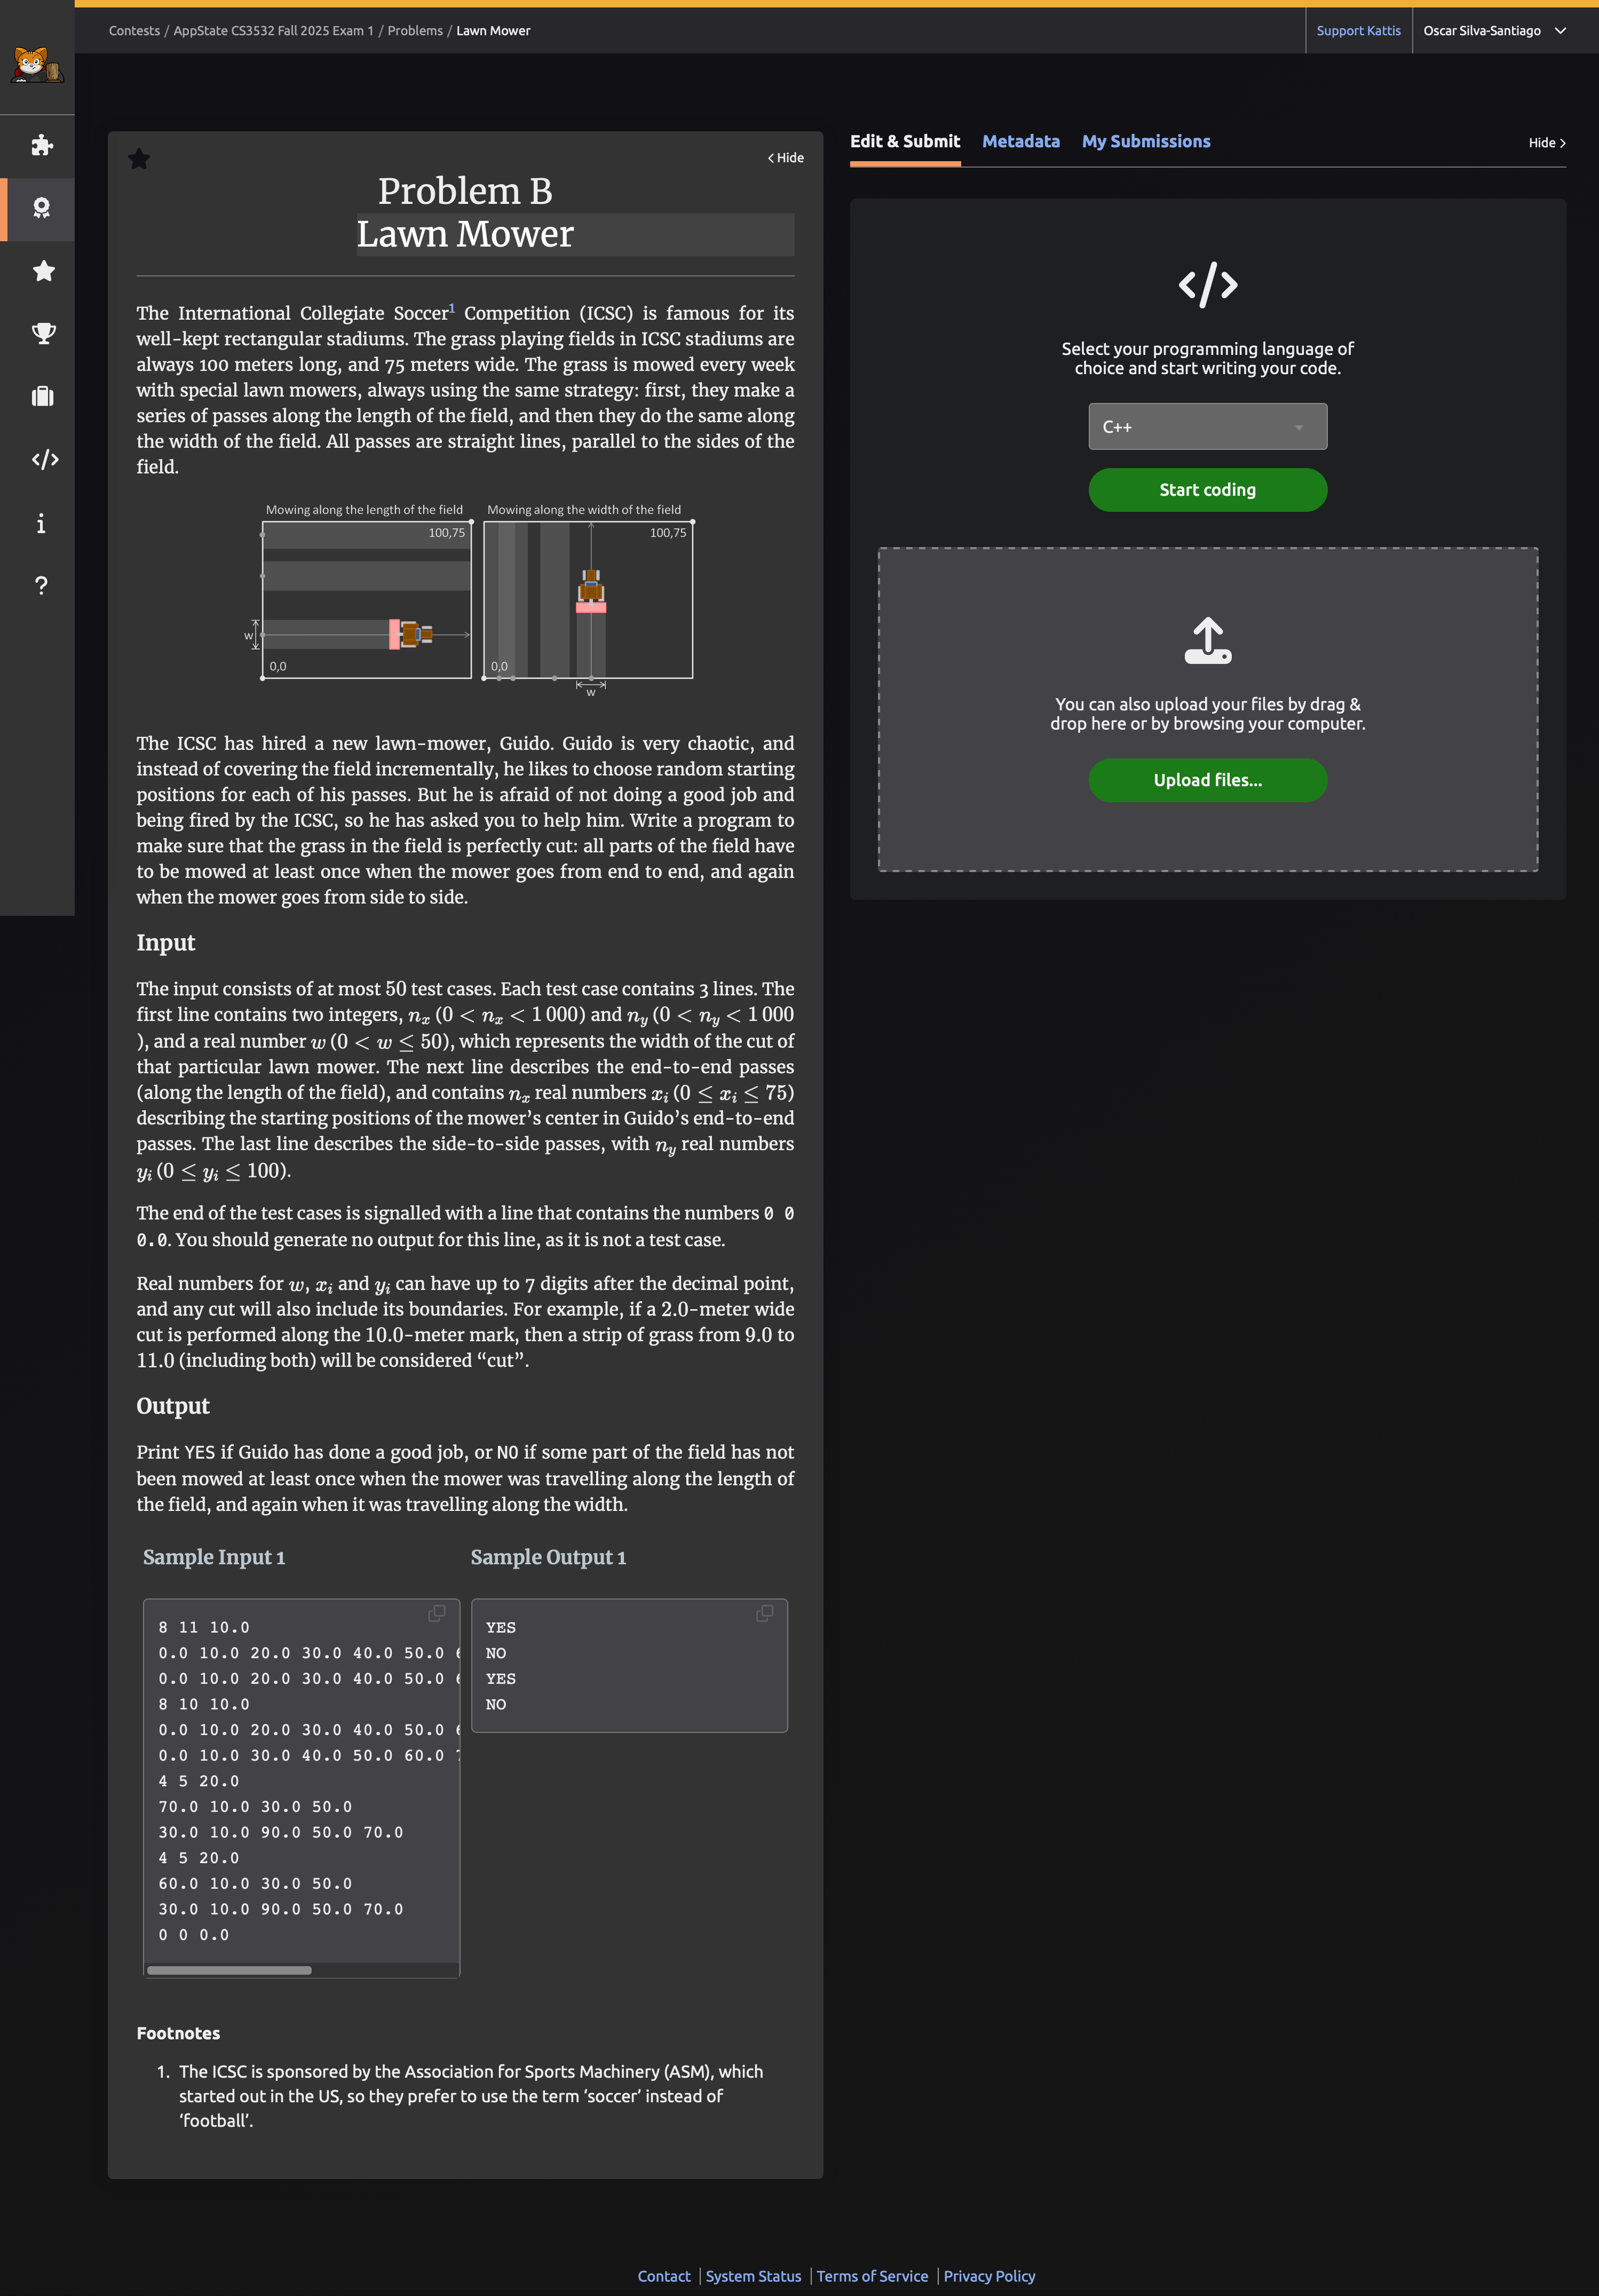 Contests / AppState CS3532 Fall 2025 Exam 1 / Problems / Lawn Mower
Support Kattis
Oscar Silva-Santiago
Hide
Problem B
Lawn Mower
The International Collegiate Soccer1 Competition (ICSC) is famous for its
well-kept rectangular stadiums. The grass playing fields in ICSC stadiums are
always 100 meters long, and 75 meters wide. The grass is mowed every week
with special lawn mowers, always using the same strategy: first, they make a
series of passes along the length of the field, and then they do the same along
the width of the field. All passes are straight lines, parallel to the sides of the
field.
Mowing along the length of the field
100,75
w
0,0
Mowing along the width of the field
100,75
0,0
w
The ICSC has hired a new lawn-mower, Guido. Guido is very chaotic, and
instead of covering the field incrementally, he likes to choose random starting
positions for each of his passes. But he is afraid of not doing a good job and
being fired by the ICSC, so he has asked you to help him. Write a program to
make sure that the grass in the field is perfectly cut: all parts of the field have
to be mowed at least once when the mower goes from end to end, and again
when the mower goes from side to side.
Input
The input consists of at most 50 test cases. Each test case contains 3 lines. The
first line contains two integers, nx (0 < nx < 1 000) and ny (0 < ny < 1 000
), and a real number w (0 < w ≤ 50), which represents the width of the cut of
that particular lawn mower. The next line describes the end-to-end passes
(along the length of the field), and contains nx real numbers xi (0 ≤ xi ≤ 75)
describing the starting positions of the mower’s center in Guido’s end-to-end
passes. The last line describes the side-to-side passes, with ny real numbers
yi (0 ≤ yi ≤ 100).
The end of the test cases is signalled with a line that contains the numbers 0 0
0.0. You should generate no output for this line, as it is not a test case.
Real numbers for w, xi and yi can have up to 7 digits after the decimal point,
and any cut will also include its boundaries. For example, if a 2.0-meter wide
cut is performed along the 10.0-meter mark, then a strip of grass from 9.0 to
11.0 (including both) will be considered “cut”.
Output
Print YES if Guido has done a good job, or NO if some part of the field has not
been mowed at least once when the mower was travelling along the length of
the field, and again when it was travelling along the width.
Sample Input 1
8 11 10.0
0.0 10.0 20.0 30.0 40.0 50.0
0.0 10.0 20.0 30.0 40.0 50.0
8 10 10.0
0.0 10.0 20.0 30.0 40.0 50.0
0.0 10.0 30.0 40.0 50.0 60.0
4 5 20.0
70.0 10.0 30.0 50.0
30.0 10.0 90.0 50.0 70.0
4 5 20.0
60.0 10.0 30.0 50.0
30.0 10.0 90.0 50.0 70.0
0 0 0.0
Sample Output 1
YES
NO
YES
NO
Footnotes
1. The ICSC is sponsored by the Association for Sports Machinery (ASM), which
started out in the US, so they prefer to use the term ‘soccer’ instead of
‘football’.
Edit & Submit
Metadata
My Submissions
Hide
Select your programming language of
choice and start writing your code.
C++
Start coding
You can also upload your files by drag &
drop here or by browsing your computer.
Upload files...
Contact | System Status | Terms of Service | Privacy Policy